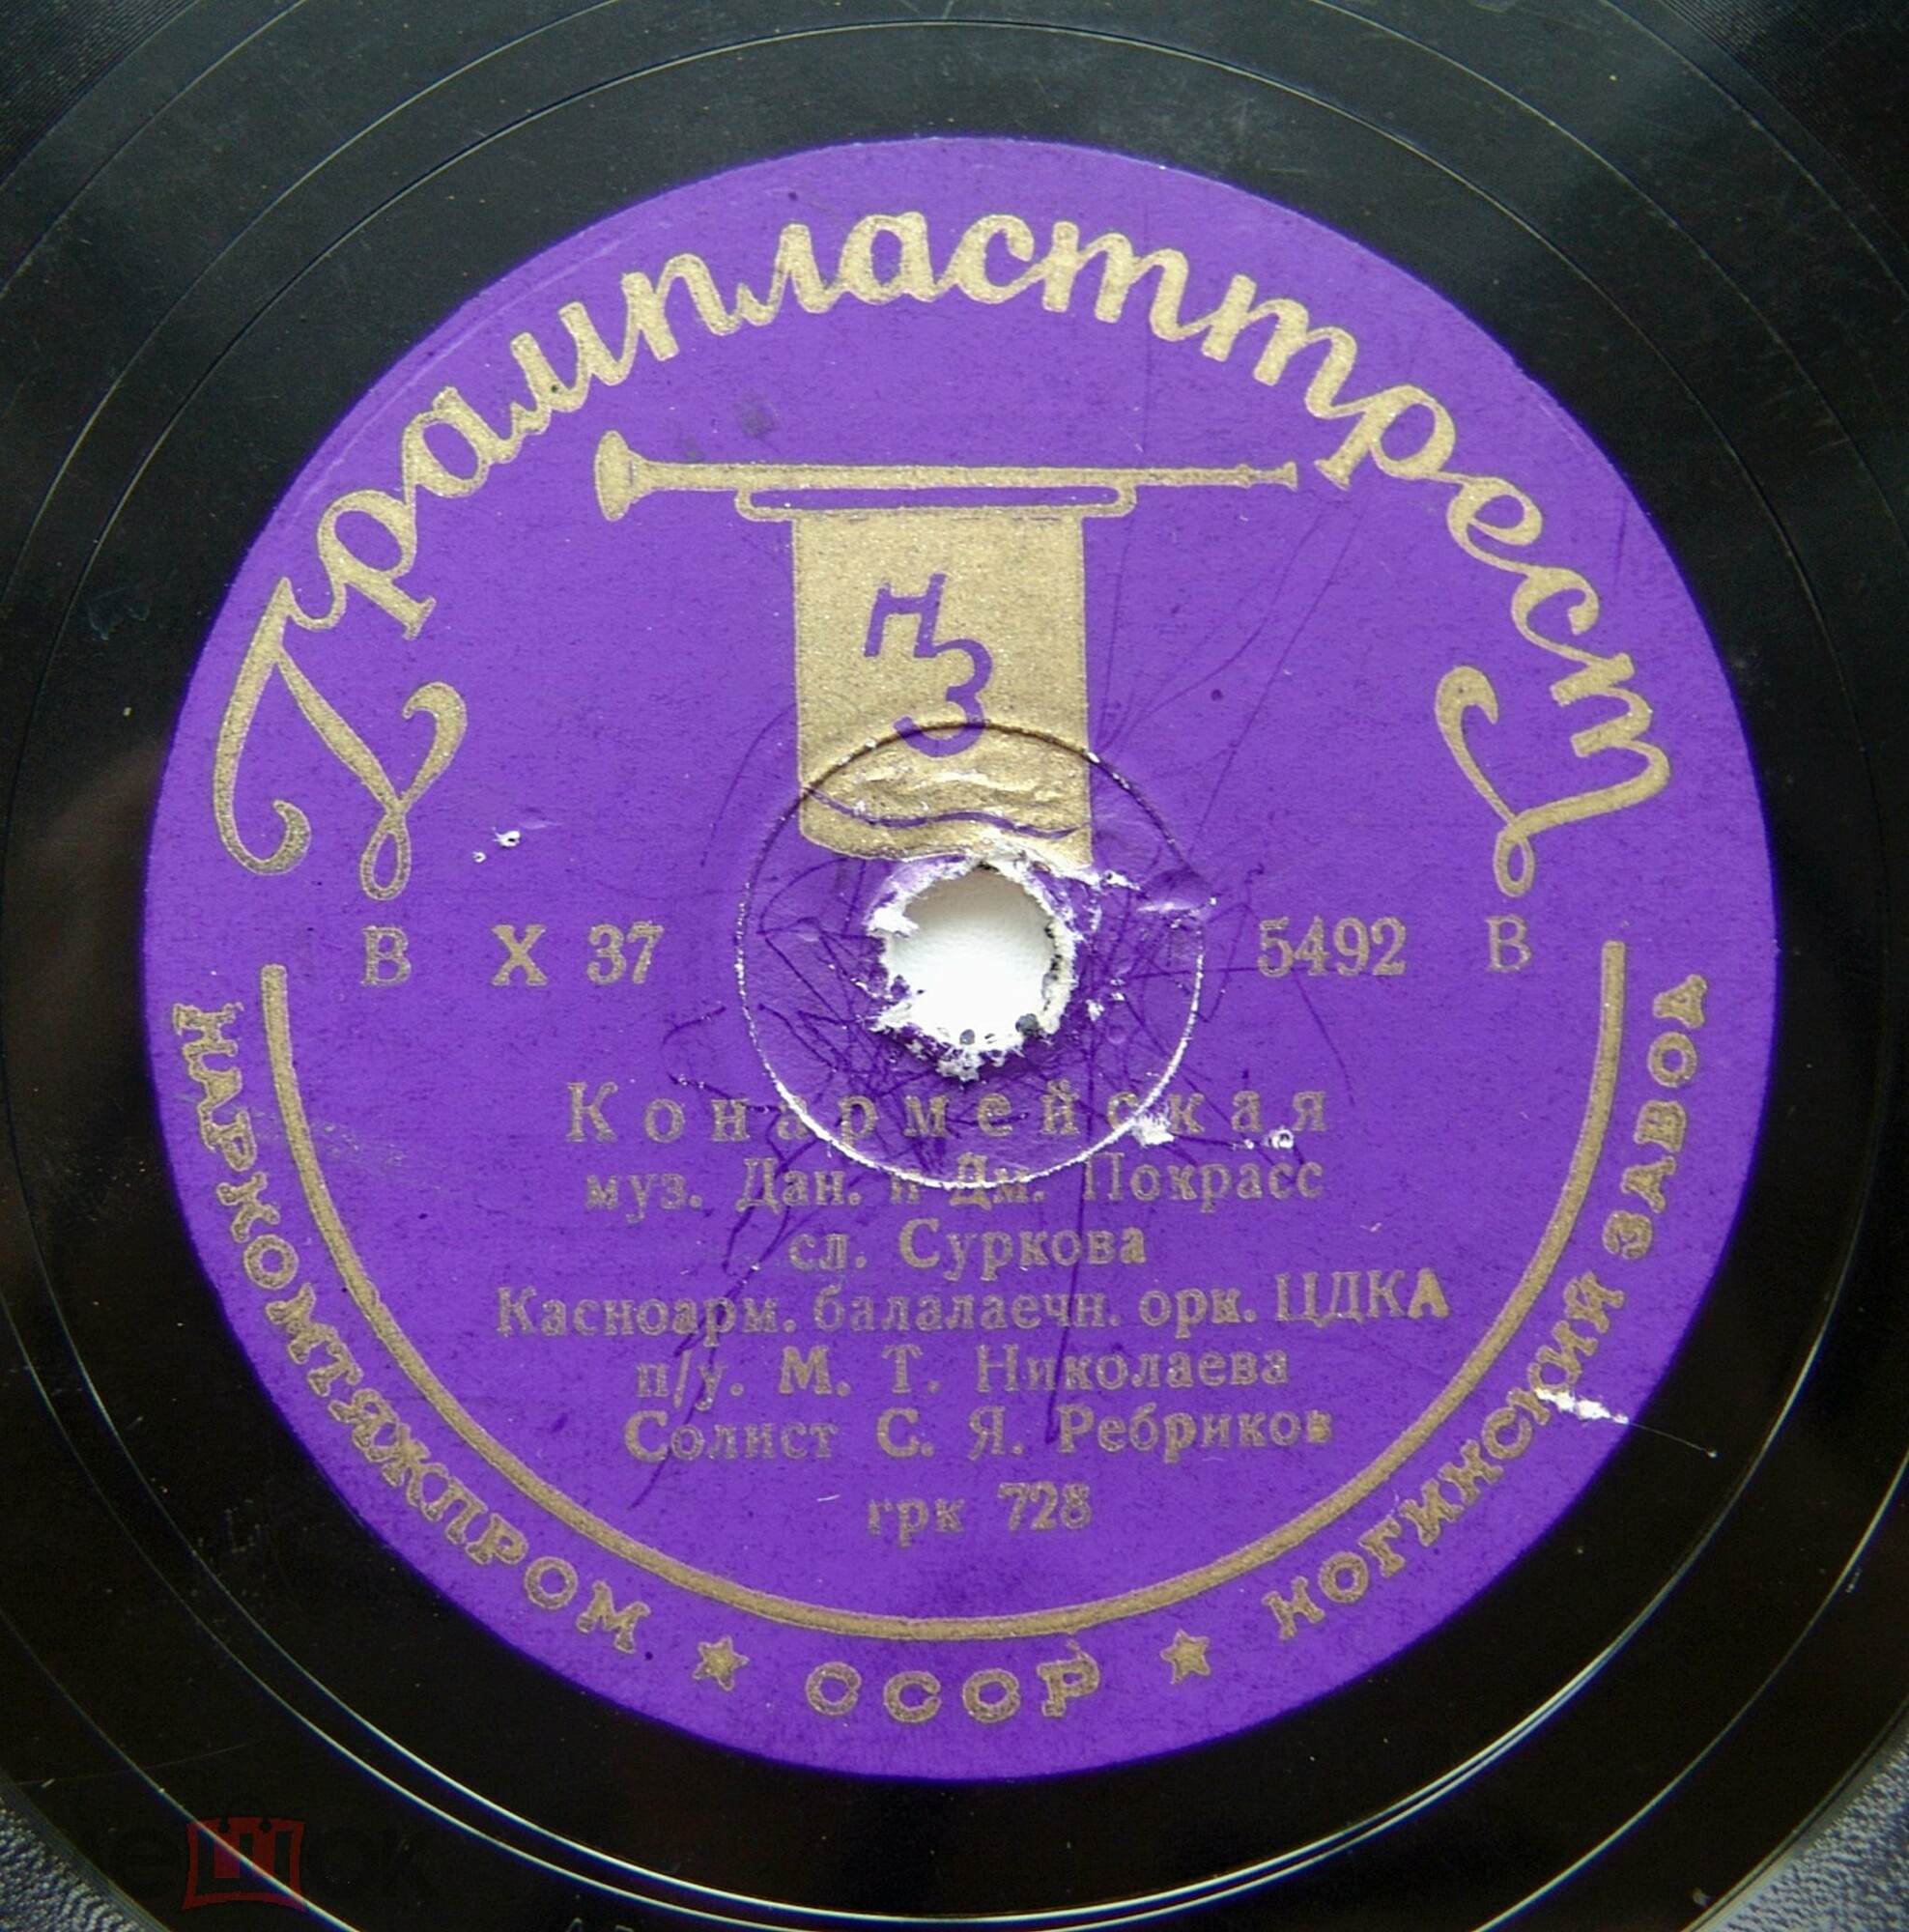 Грампласттрест
НЗ
В Х 37 5492 В
Конармейская
муз. Дан. и Дм. Покрасс
сл. Суркова
Касноарм. балалаечн. орк. ЦДКА
п/у. М. Т. Николаева
Солист С. Я. Ребриков
грк 728
НАРКОМТЯЖПРОМ ★ СССР ★ НОГИНСКИЙ ЗАВОД